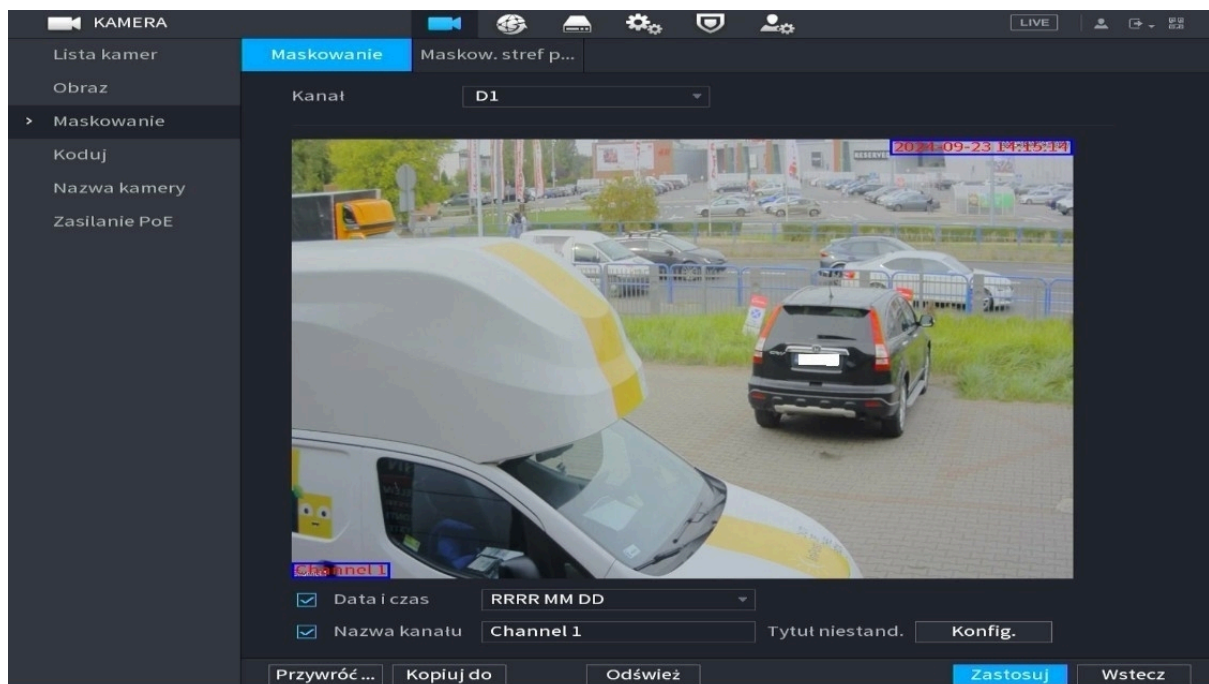 KAMERA
LIVE
Lista kamer
Obraz
Maskowanie
Koduj
Nazwa kamery
Zasilanie PoE
Maskowanie
Maskow. stref p...
Kanał
D1
2024-09-23 14:15:14
RESERVED
Channel 1
Data i czas
RRRR MM DD
Nazwa kanału
Channel 1
Tytuł niestand.
Konfig.
Przywróć ...
Kopiuj do
Odśwież
Zastosuj
Wstecz